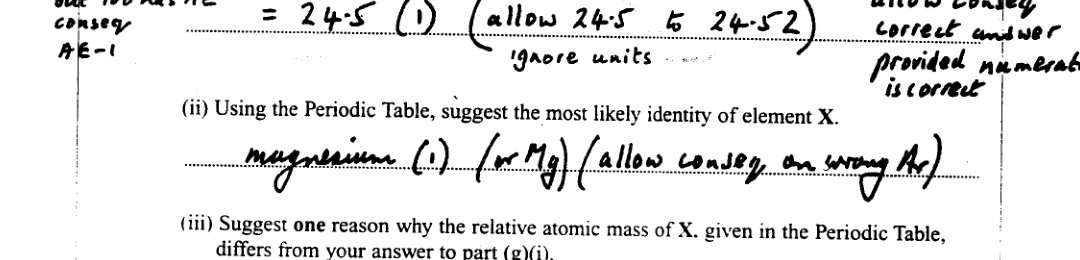 conseq
AE-1
= 24.5 (1) (allow 24.5 to 24.52)
ignore units
allow conseq
correct answer
provided
is correct
(ii) Using the Periodic Table, suggest the most likely identity of element X.
magnesium (1) (or Mg) (allow conseq on wrong Ar)
(iii) Suggest one reason why the relative atomic mass of X, given in the Periodic Table,
differs from your answer to part (g)(i).